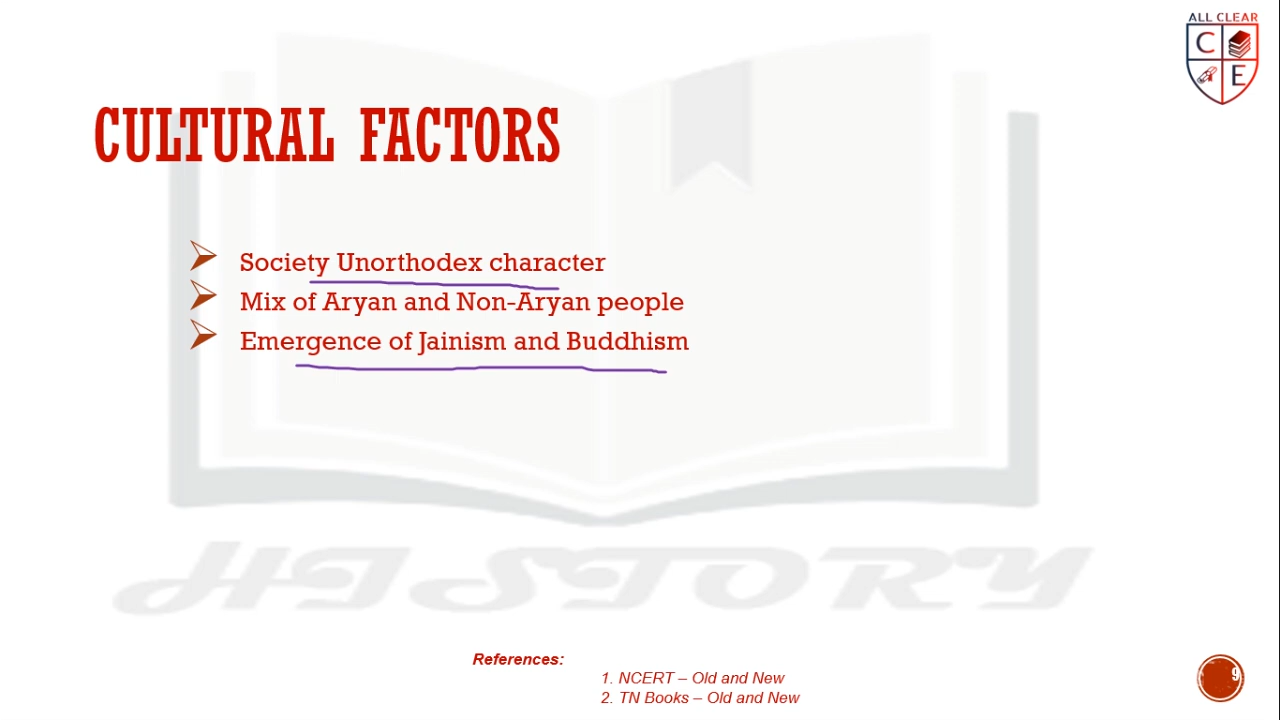 ALL CLEAR
C
E
CULTURAL FACTORS
Society Unorthodex character
Mix of Aryan and Non-Aryan people
Emergence of Jainism and Buddhism
HISTORY
References:
1. NCERT – Old and New
2. TN Books – Old and New
9